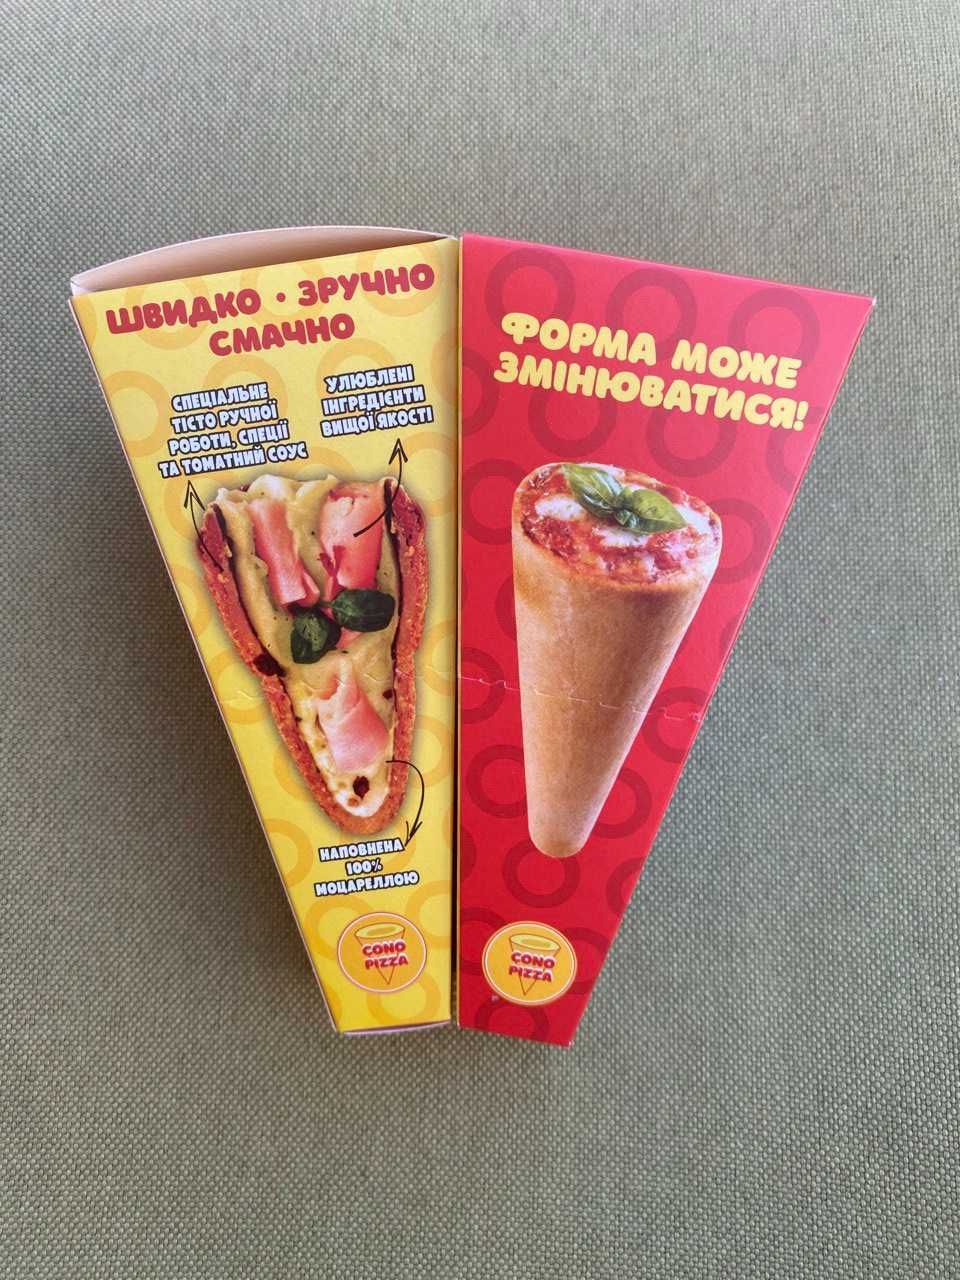 ШВИДКО • ЗРУЧНО
СМАЧНО
СПЕЦІАЛЬНЕ
ТІСТО РУЧНОЇ
РОБОТИ, СПЕЦІЇ
ТА ТОМАТНИЙ СОУС
УЛЮБЛЕНІ
ІНГРЕДІЄНТИ
ВИЩОЇ ЯКОСТІ
НАПОВНЕНА
100%
МОЦАРЕЛЛОЮ
CONO
PIZZA
ФОРМА МОЖЕ
ЗМІНЮВАТИСЯ!
CONO
PIZZA